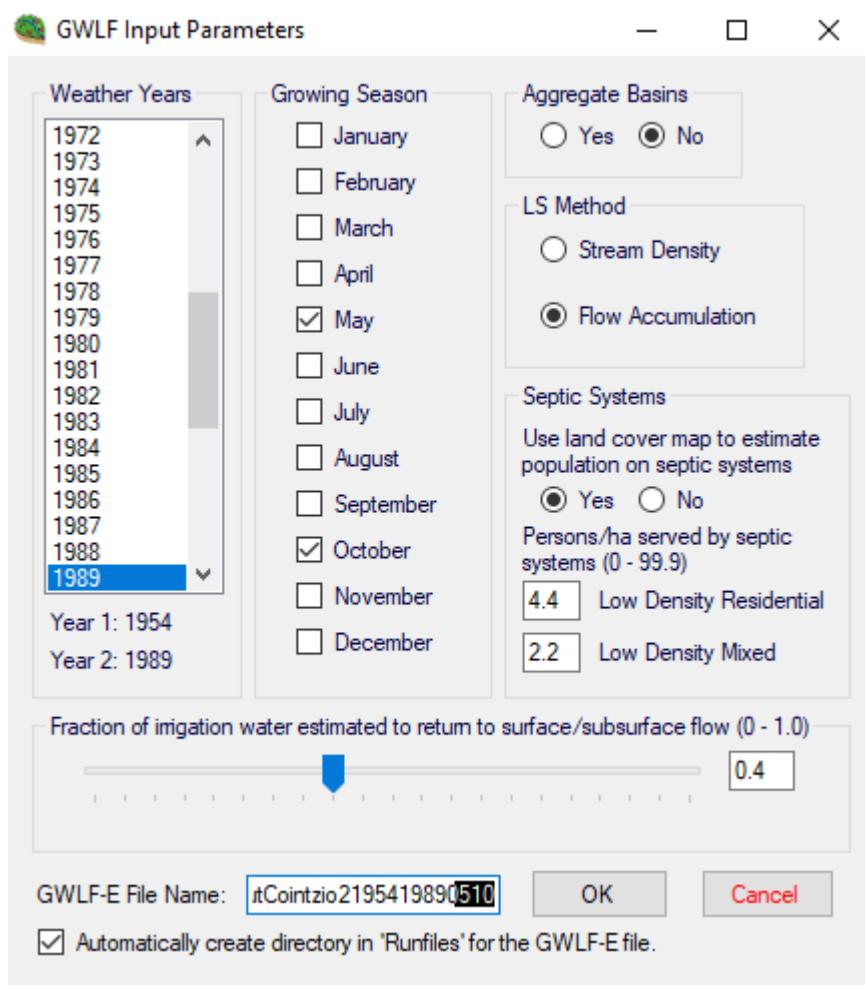 GWLF Input Parameters
Weather Years
1972
1973
1974
1975
1976
1977
1978
1979
1980
1981
1982
1983
1984
1985
1986
1987
1988
1989
Year 1: 1954
Year 2: 1989
Growing Season
January
February
March
April
May
June
July
August
September
October
November
December
Aggregate Basins
Yes No
LS Method
Stream Density
Flow Accumulation
Septic Systems
Use land cover map to estimate
population on septic systems
Yes No
Persons/ha served by septic
systems (0 - 99.9)
4.4 Low Density Residential
2.2 Low Density Mixed
Fraction of irrigation water estimated to return to surface/subsurface flow (0 - 1.0)
0.4
GWLF-E File Name: utCointzio2195419890510 OK Cancel
Automatically create directory in 'Runfiles' for the GWLF-E file.